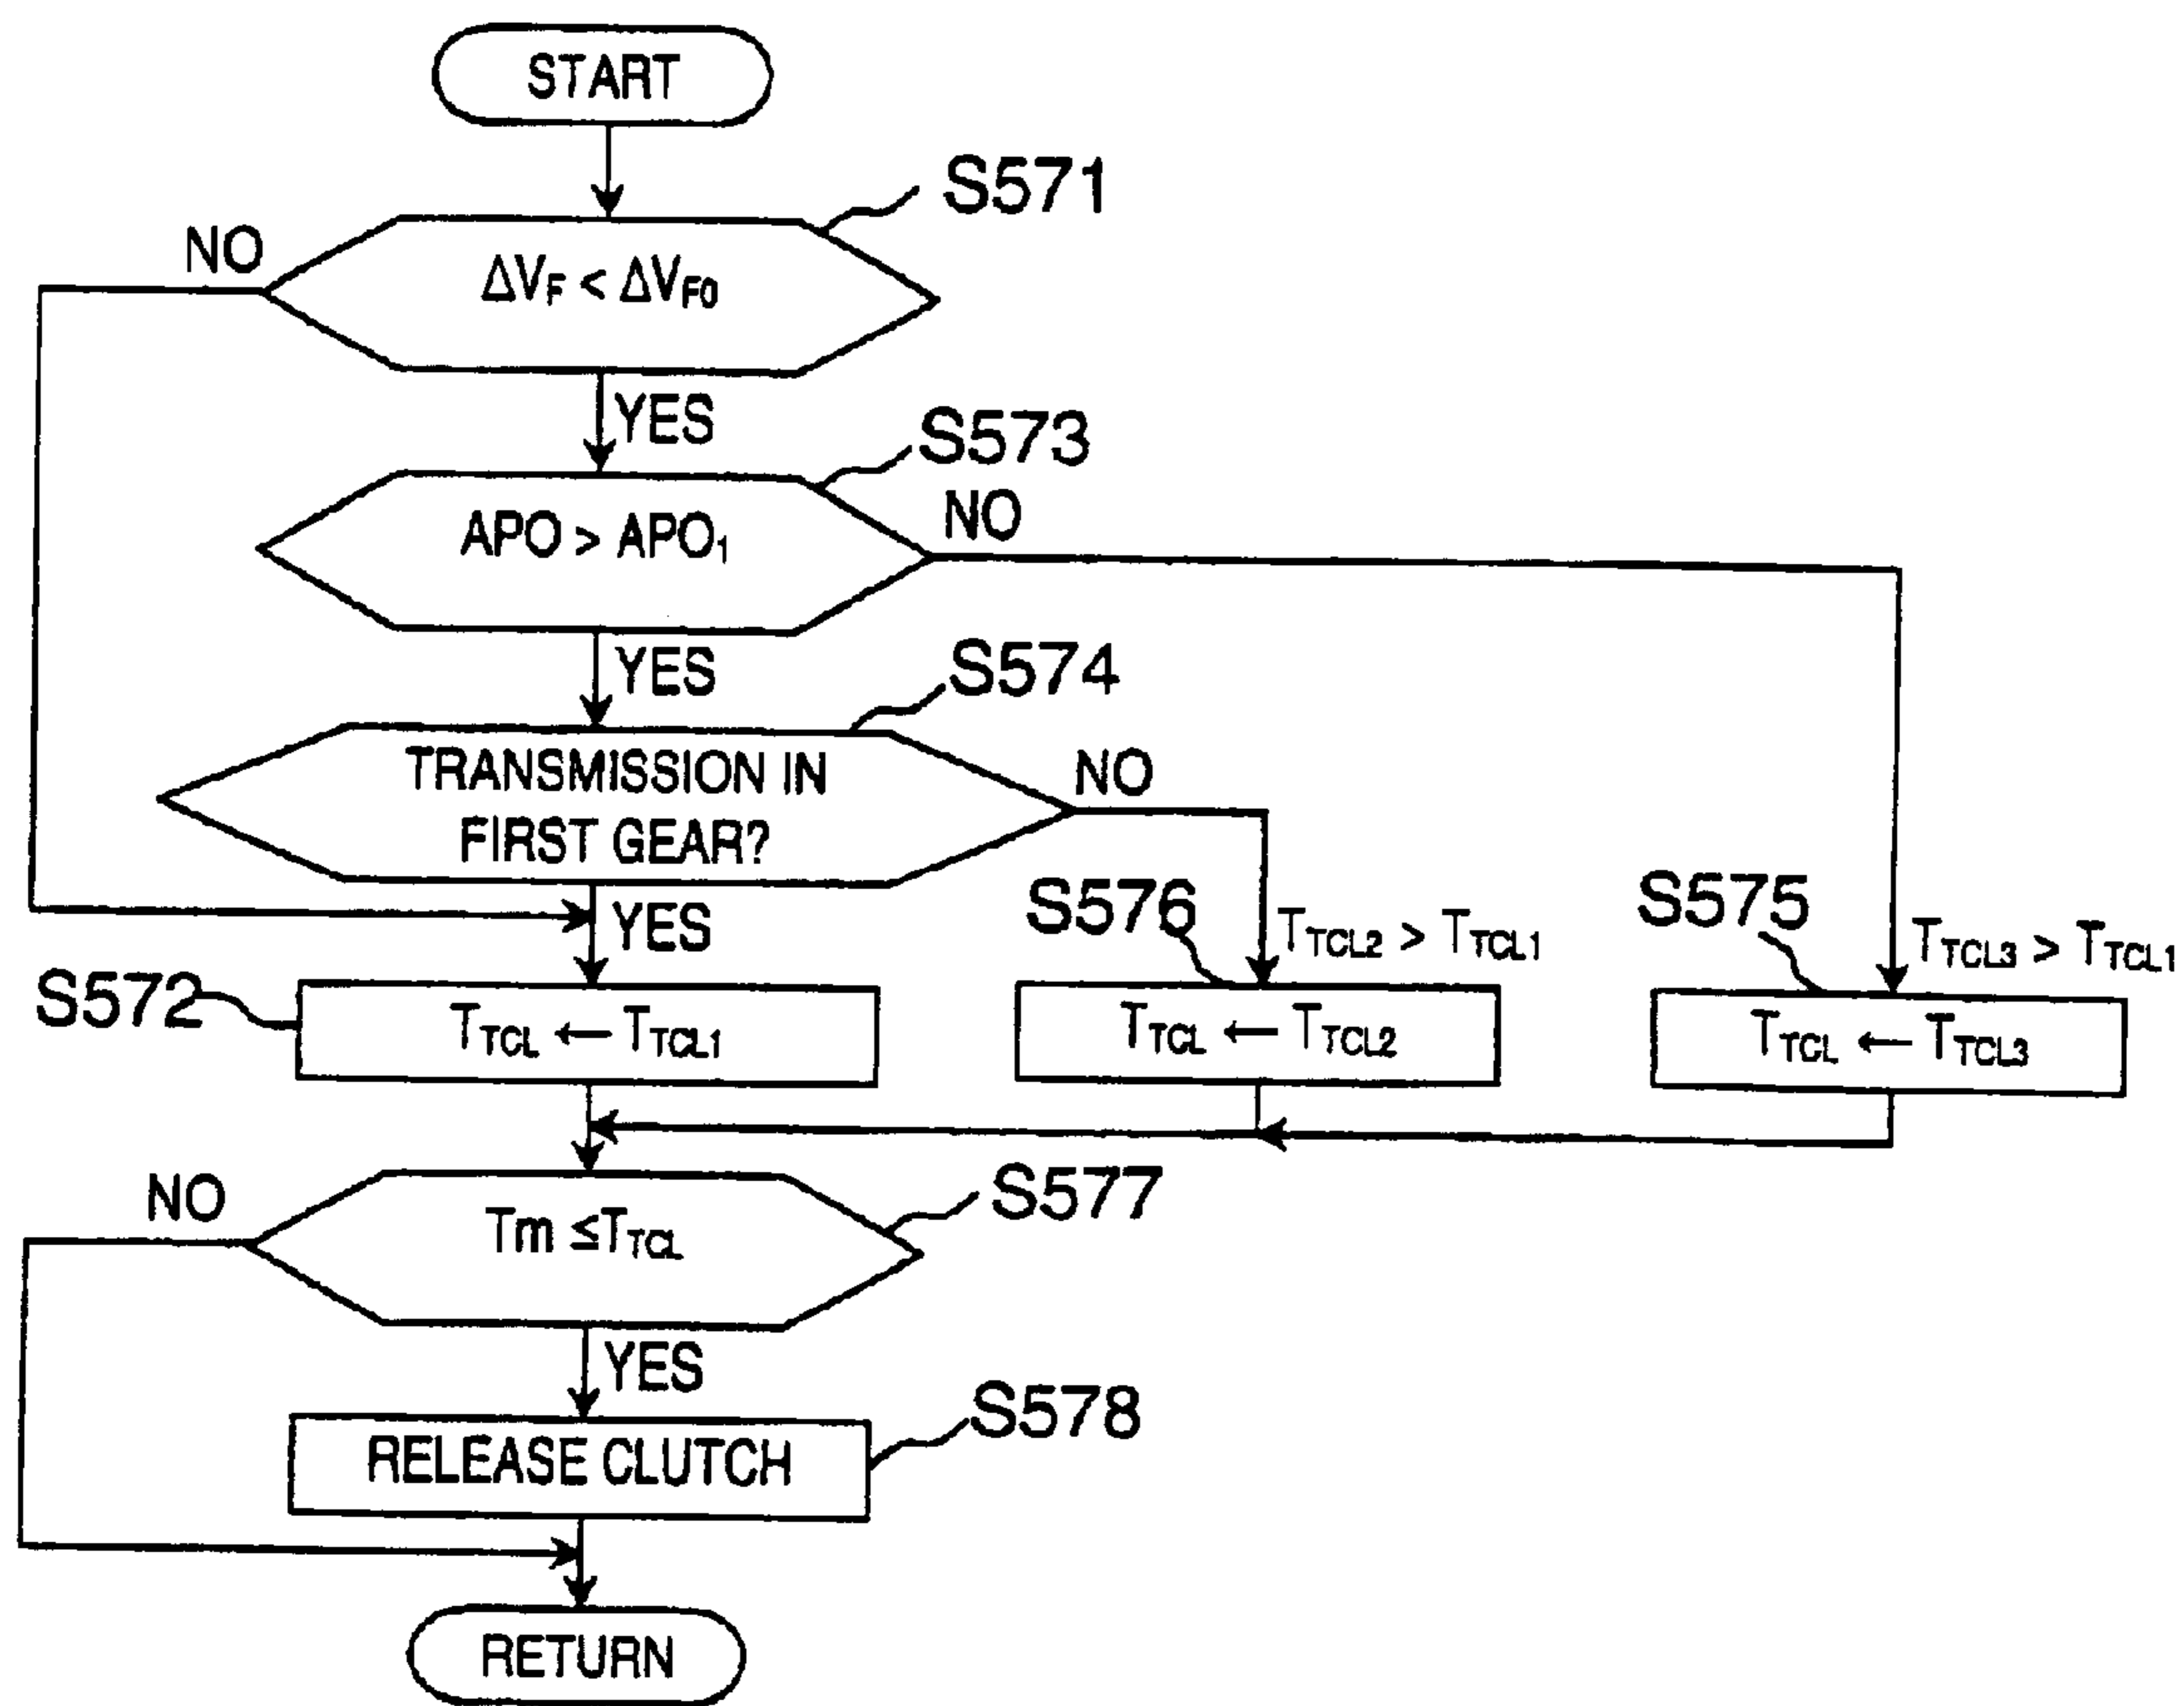 START
S571
NO
ΔVF < ΔVF0
YES
S573
APO > APO1
NO
YES
S574
TRANSMISSION IN
FIRST GEAR?
NO
YES
S572
TTCL ← TTCL1
S576
TTCL2 > TTCL1
TTCL ← TTCL2
S575
TTCL3 > TTCL1
TTCL ← TTCL3
S577
NO
Tm ≤TTCL
YES
S578
RELEASE CLUTCH
RETURN